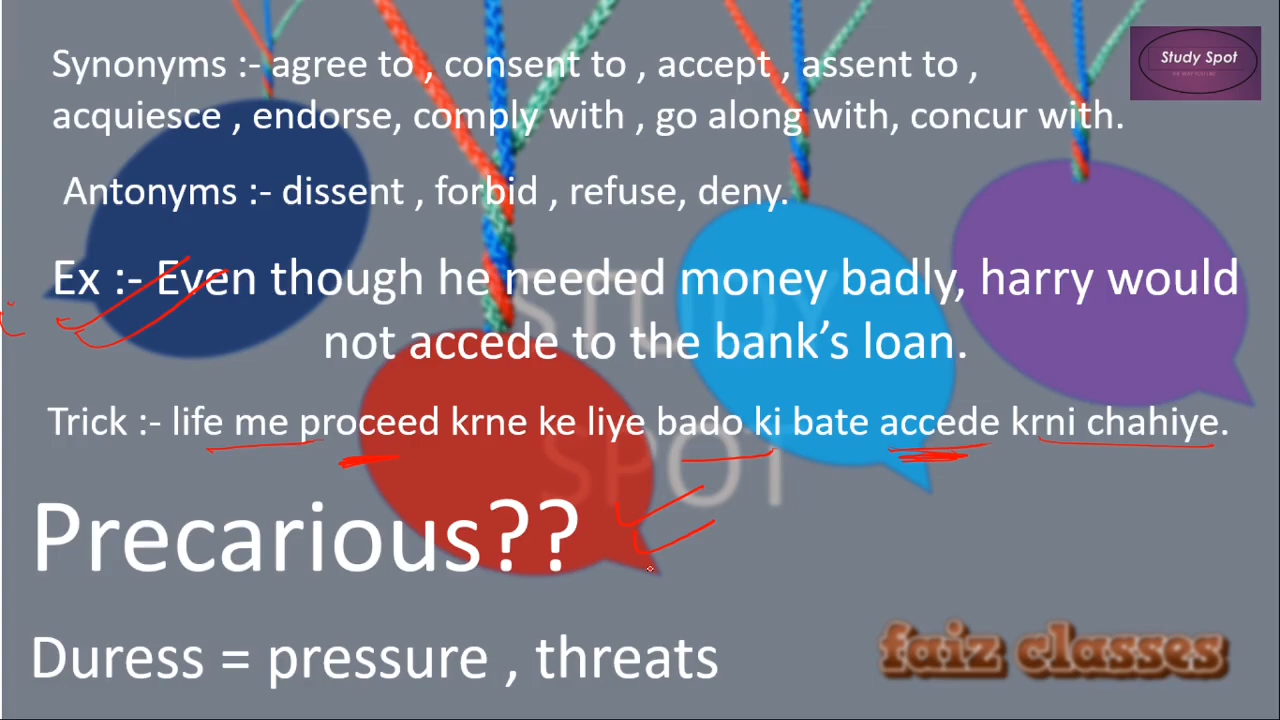 Synonyms :- agree to , consent to , accept , assent to ,
acquiesce , endorse, comply with , go along with, concur with.
Study Spot
Antonyms :- dissent , forbid , refuse, deny.
Ex :- Even though he needed money badly, harry would
not accede to the bank’s loan.
STUDY
SPOT
Trick :- life me proceed krne ke liye bado ki bate accede krni chahiye.
Precarious??
Duress = pressure , threats
faiz classes